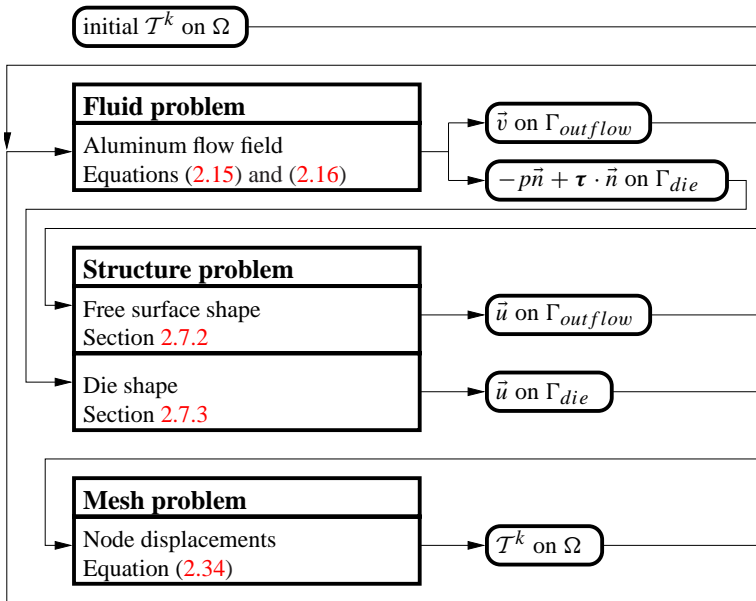 initial 𝒯ᵏ on Ω
Fluid problem
Aluminum flow field
Equations (2.15) and (2.16)
v⃗ on Γ_outflow
−pn⃗ + τ · n⃗ on Γ_die
Structure problem
Free surface shape
Section 2.7.2
u⃗ on Γ_outflow
Die shape
Section 2.7.3
u⃗ on Γ_die
Mesh problem
Node displacements
Equation (2.34)
𝒯ᵏ on Ω